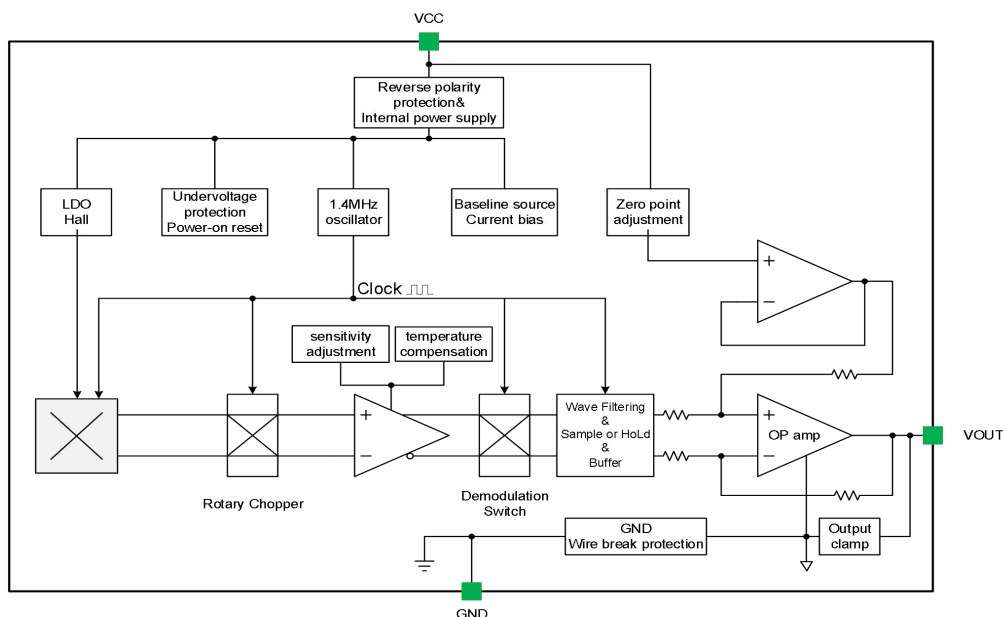 VCC
Reverse polarity
protection&
Internal power supply
LDO
Hall
Undervoltage
protection
Power-on reset
1.4MHz
oscillator
Baseline source
Current bias
Zero point
adjustment
+
−
Clock
sensitivity
adjustment
temperature
compensation
+
−
Wave Filtering
&
Sample or HoLd
&
Buffer
+
OP amp
−
VOUT
Rotary Chopper
Demodulation
Switch
GND
Wire break protection
Output
clamp
GND